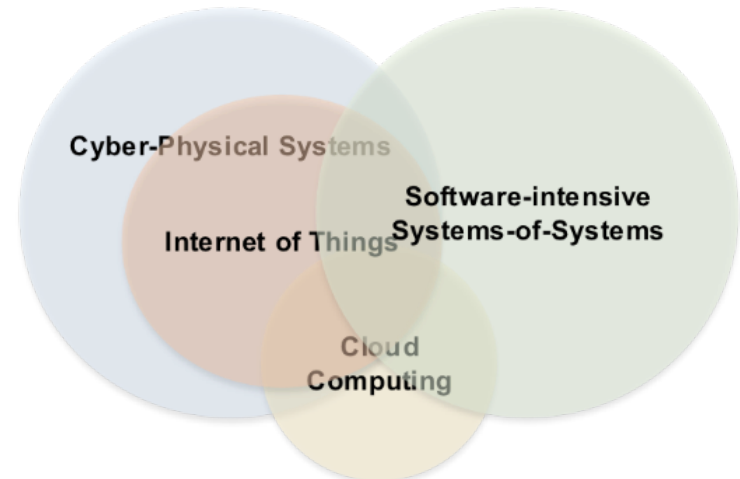 Cyber-Physical Systems
Software-intensive
Systems-of-Systems
Internet of Things
Cloud
Computing